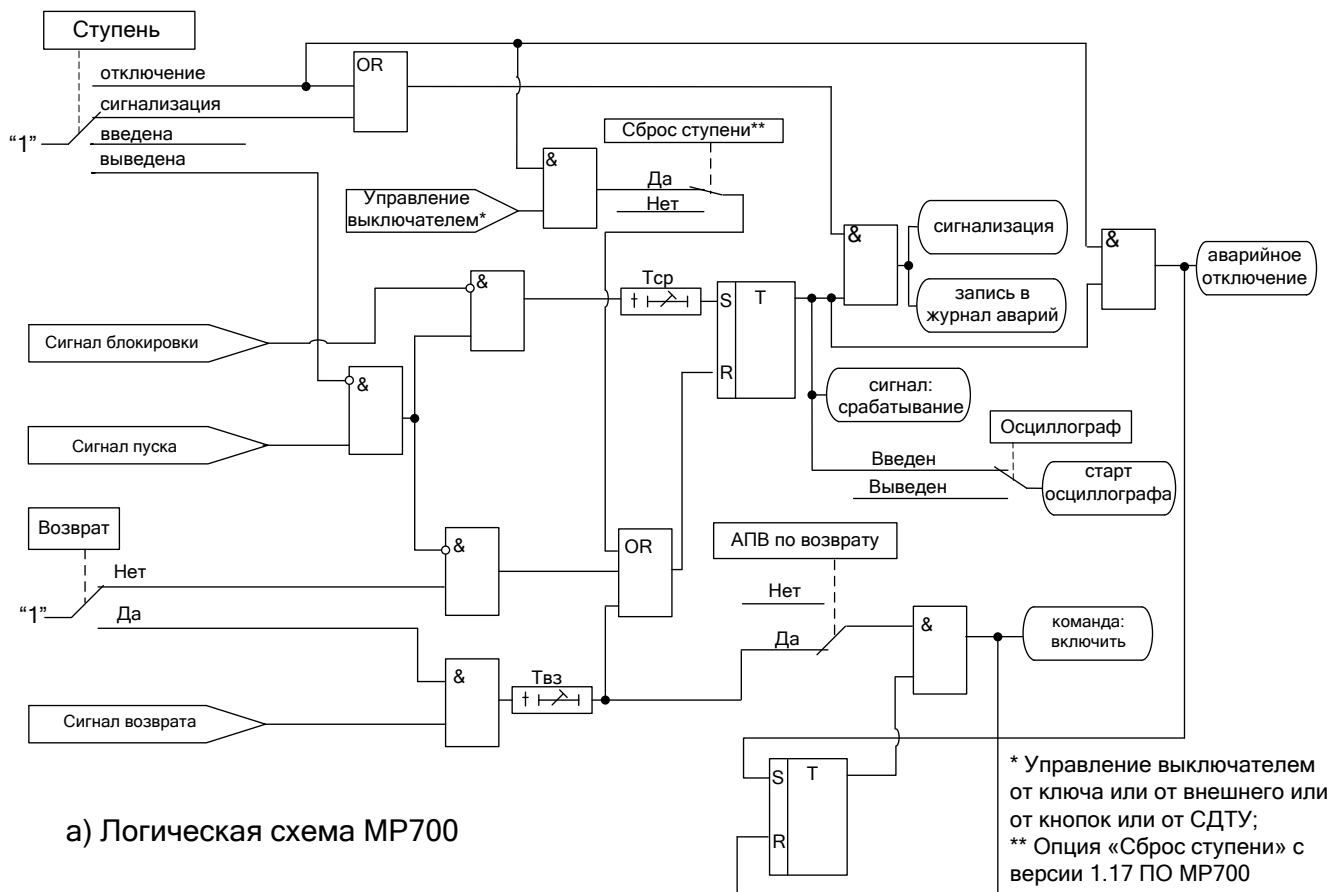 Ступень
отключение
OR
сигнализация
“1”
введена
выведена
Сброс ступени**
&
Да
Нет
Управление
выключателем*
&
сигнализация
&
аварийное
отключение
запись в
журнал аварий
&
Tср
S
T
R
Сигнал блокировки
&
сигнал:
срабатывание
Сигнал пуска
Осциллограф
Введен
Выведен
старт
осциллографа
Возврат
Нет
“1”
Да
&
OR
АПВ по возврату
Нет
Да
&
команда:
включить
&
Tвз
Сигнал возврата
S
T
R
* Управление выключателем
от ключа или от внешнего или
от кнопок или от СДТУ;
** Опция «Сброс ступени» с
версии 1.17 ПО МР700
а) Логическая схема МР700